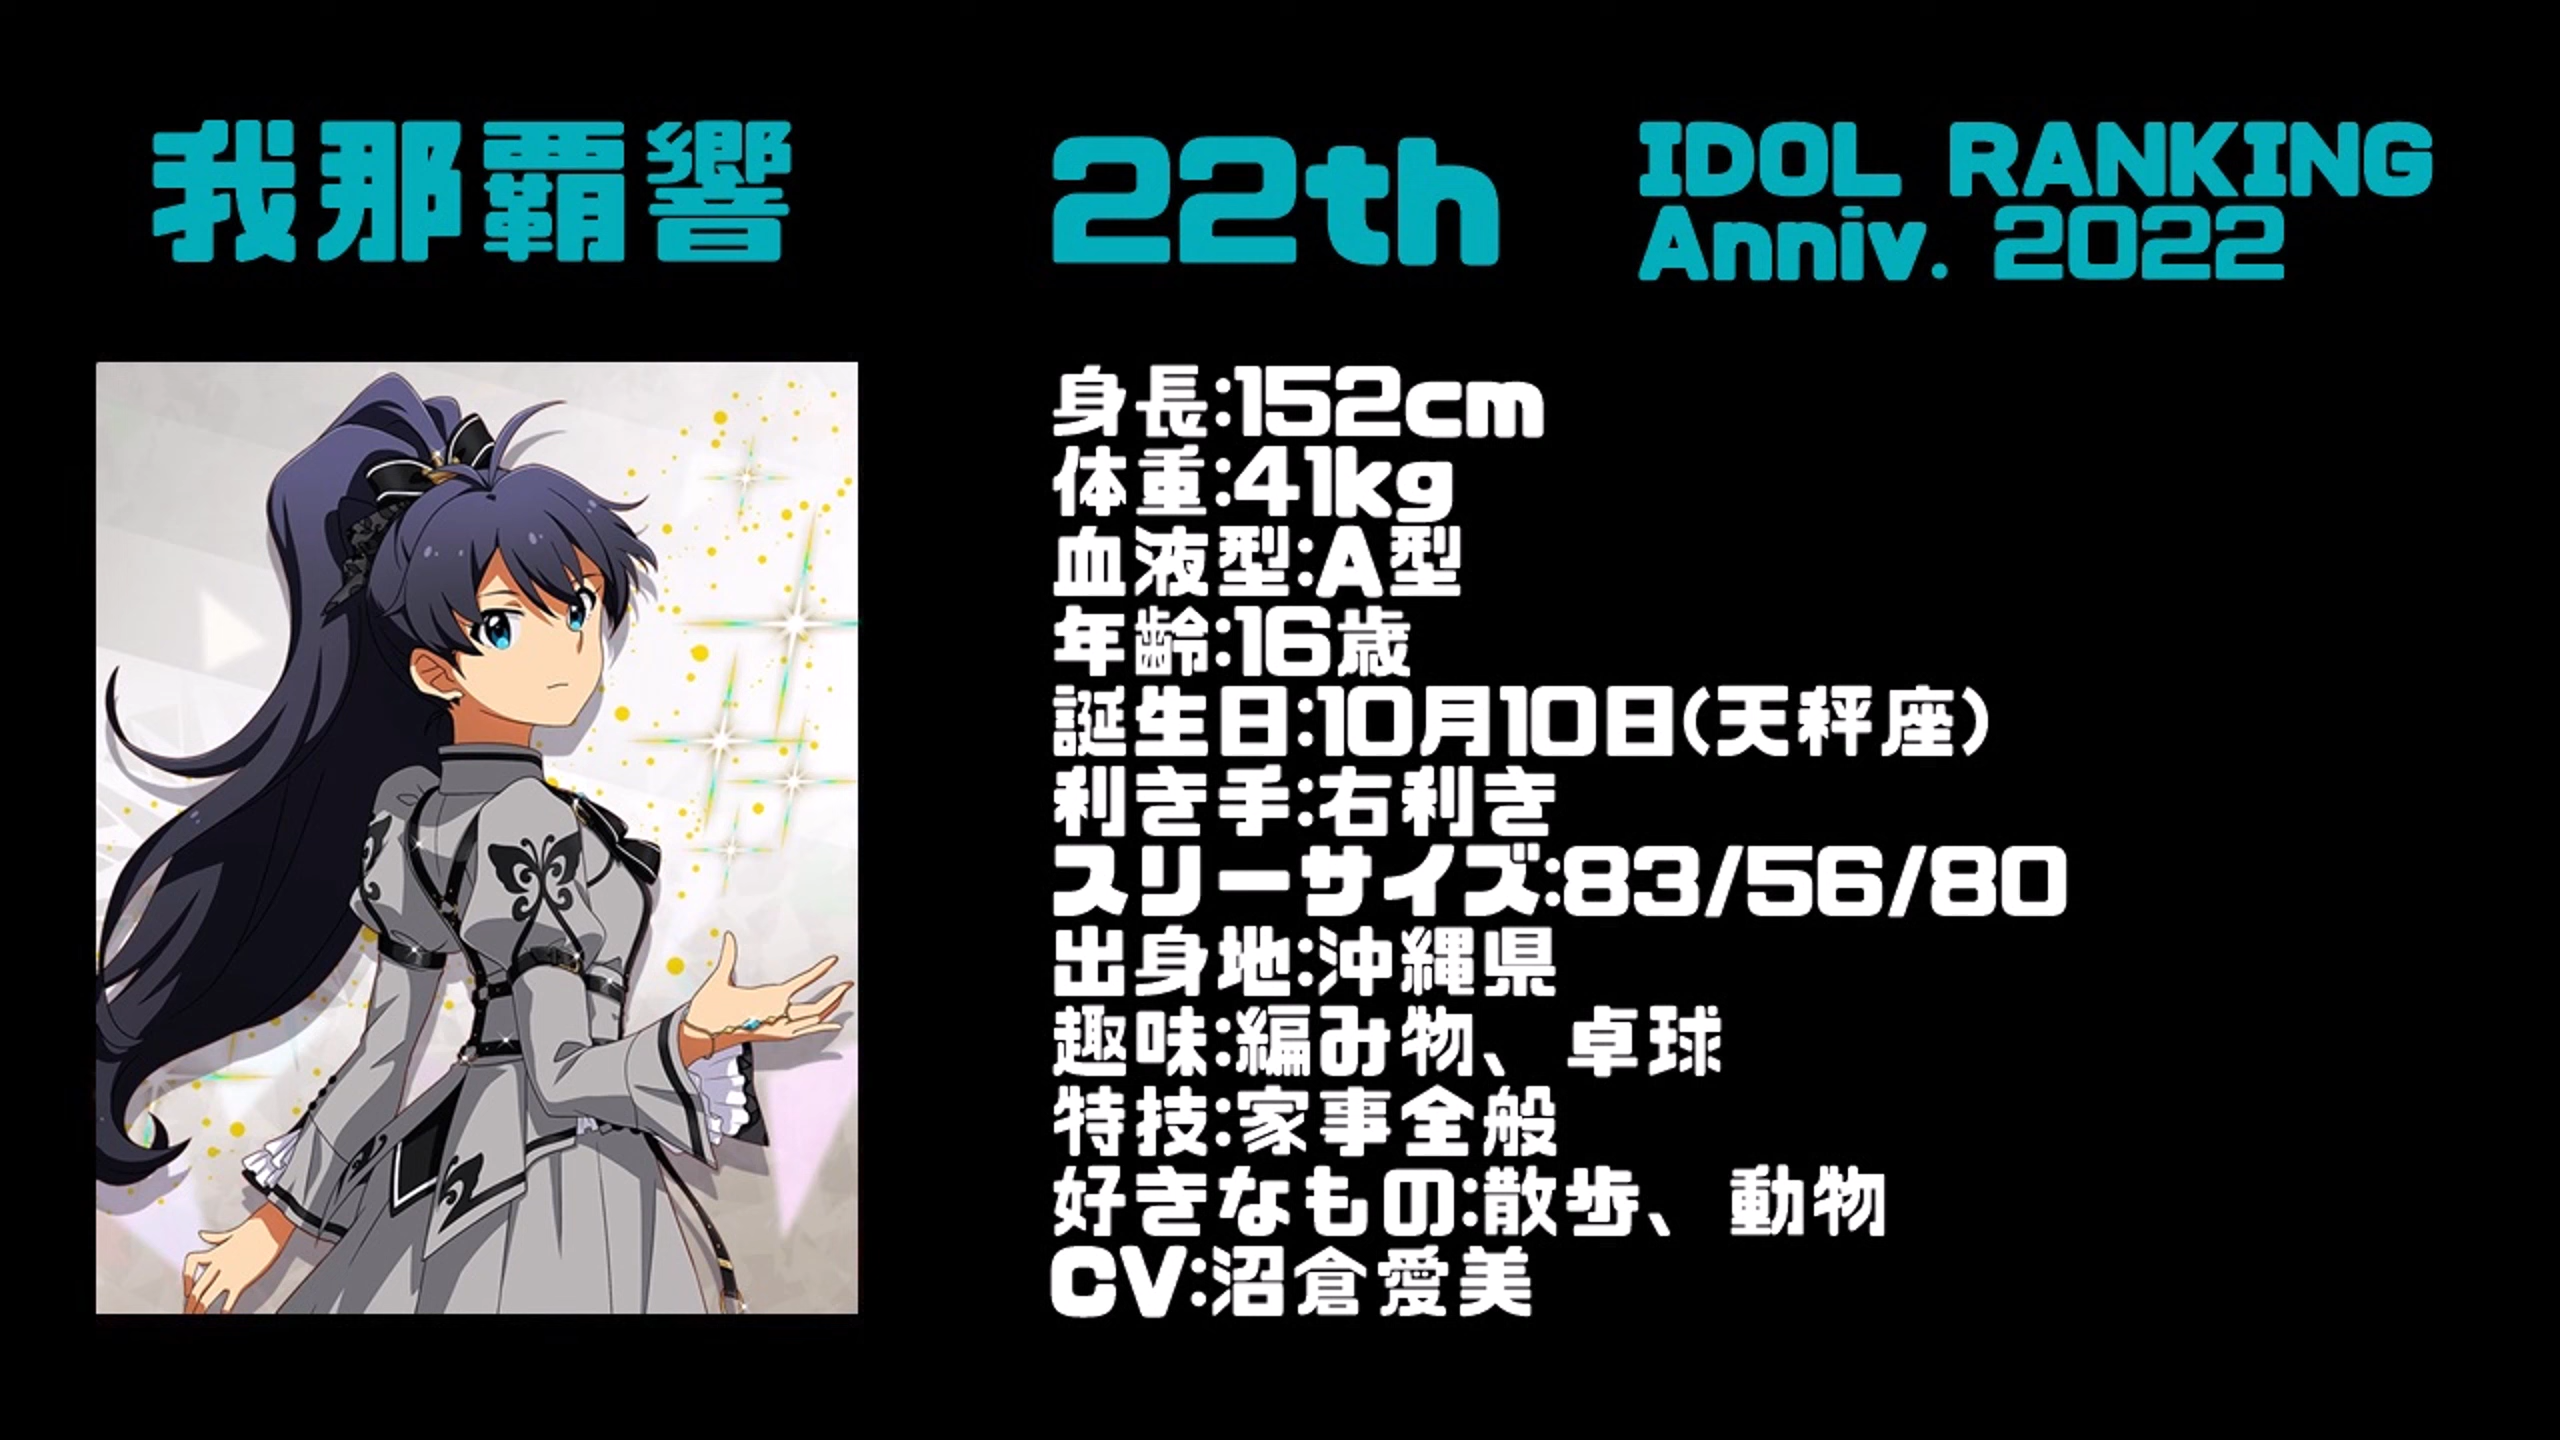 我那覇響
22th
IDOL RANKING
Anniv. 2022
身長:152cm
体重:41kg
血液型:A型
年齢:16歳
誕生日:10月10日(天秤座)
利き手:右利き
スリーサイズ:83/56/80
出身地:沖縄県
趣味:編み物、卓球
特技:家事全般
好きなもの:散歩、動物
CV:沼倉愛美